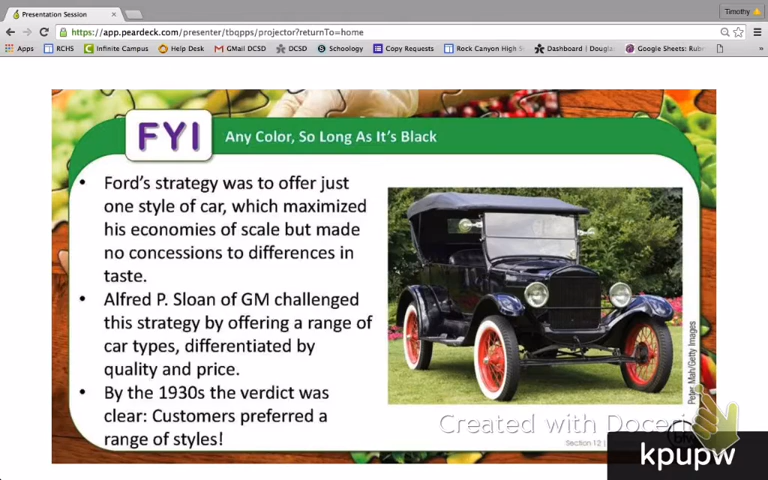 Presentation Session
Timothy
https://app.peardeck.com/presenter/tbqpps/projector?returnTo=home
Apps RCHS Infinite Campus Help Desk GMail DCSD DCSD Schoology Copy Requests Rock Canyon High Dashboard | Google Sheets:
FYI
Any Color, So Long As It's Black
• Ford's strategy was to offer just
one style of car, which maximized
his economies of scale but made
no concessions to differences in
taste.
• Alfred P. Sloan of GM challenged
this strategy by offering a range of
car types, differentiated by
quality and price.
• By the 1930s the verdict was
clear: Customers preferred a
range of styles!
Peter Mah/Getty Images
Created with Doceri
Section 12 |
kpupw